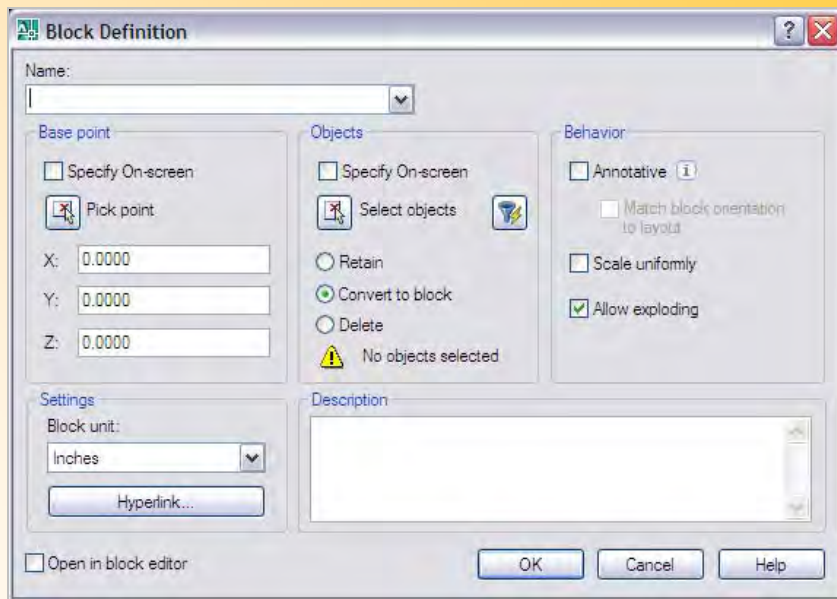 Block Definition
Name:
Base point
Specify On-screen
Pick point
X: 0.0000
Y: 0.0000
Z: 0.0000
Objects
Specify On-screen
Select objects
Retain
Convert to block
Delete
No objects selected
Behavior
Annotative
Match block orientation
to layout
Scale uniformly
Allow exploding
Settings
Block unit:
Inches
Hyperlink...
Description
Open in block editor
OK
Cancel
Help